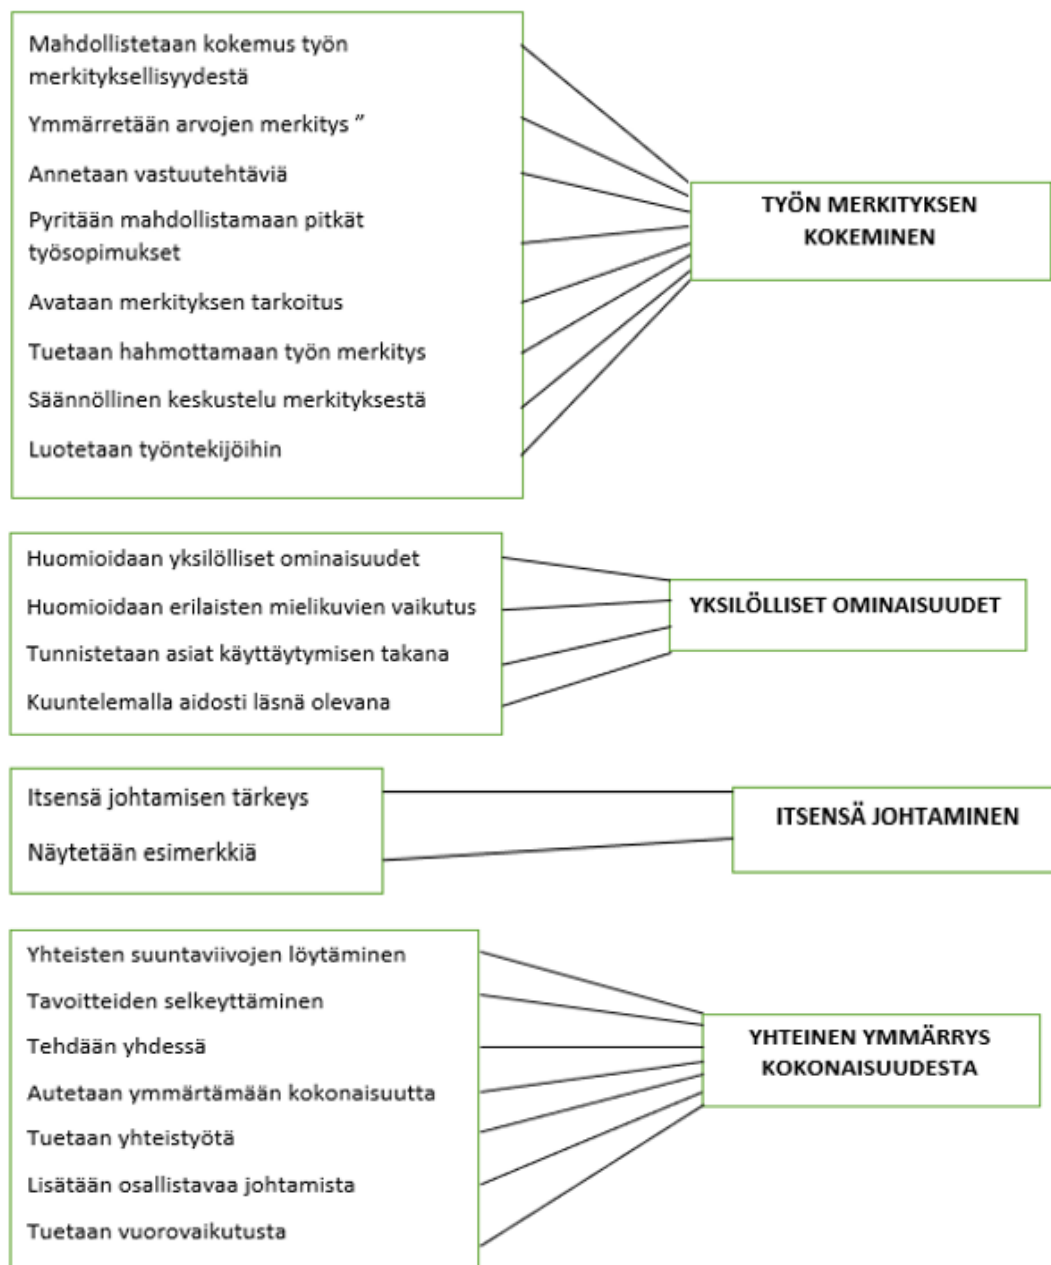 Mahdollistetaan kokemus työn
merkityksellisyydestä
Ymmärretään arvojen merkitys ”
Annetaan vastuutehtäviä
Pyritään mahdollistamaan pitkät
työsopimukset
Avataan merkityksen tarkoitus
Tuetaan hahmottamaan työn merkitys
Säännöllinen keskustelu merkityksestä
Luotetaan työntekijöihin
TYÖN MERKITYKSEN
KOKEMINEN
Huomioidaan yksilölliset ominaisuudet
Huomioidaan erilaisten mielikuvien vaikutus
Tunnistetaan asiat käyttäytymisen takana
Kuuntelemalla aidosti läsnä olevana
YKSILÖLLISET OMINAISUUDET
Itsensä johtamisen tärkeys
Näytetään esimerkkiä
ITSENSÄ JOHTAMINEN
Yhteisten suuntaviivojen löytäminen
Tavoitteiden selkeyttäminen
Tehdään yhdessä
Autetaan ymmärtämään kokonaisuutta
Tuetaan yhteistyötä
Lisätään osallistavaa johtamista
Tuetaan vuorovaikutusta
YHTEINEN YMMÄRRYS
KOKONAISUUDESTA